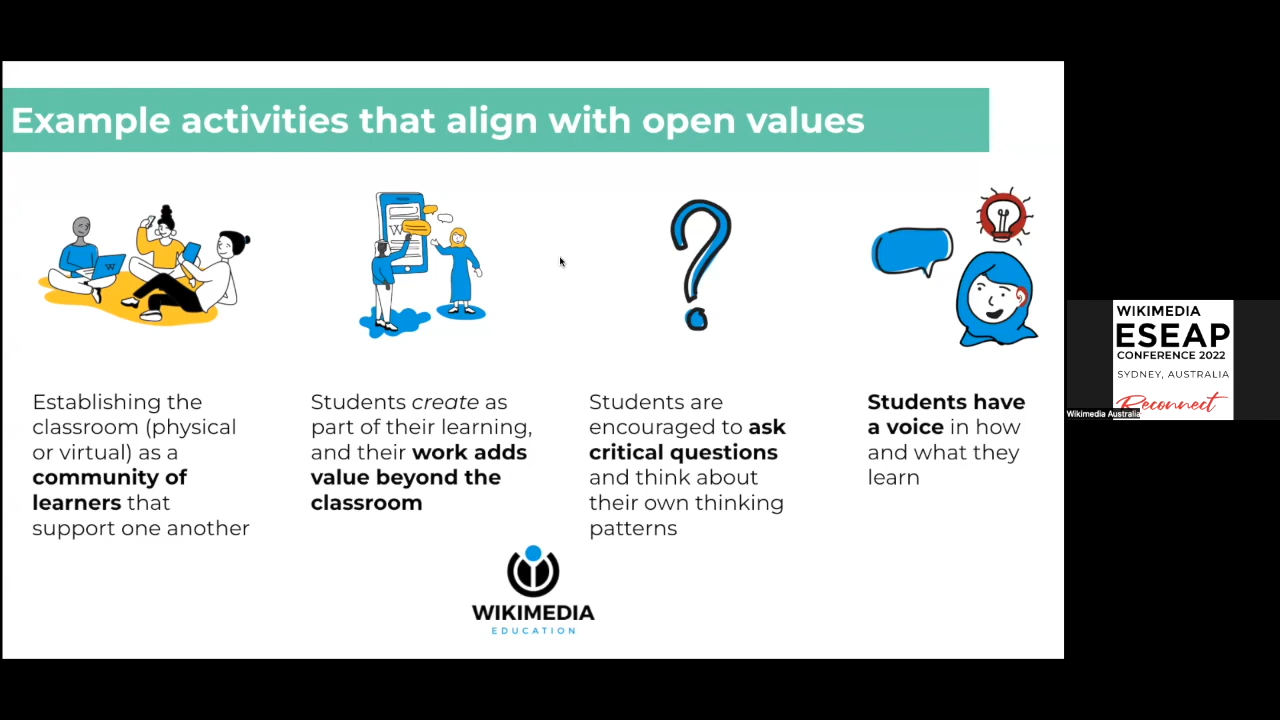 Example activities that align with open values
W
W
Establishing the
classroom (physical
or virtual) as a
community of
learners that
support one another
Students create as
part of their learning,
and their work adds
value beyond the
classroom
Students are
encouraged to ask
critical questions
and think about
their own thinking
patterns
Students have
a voice in how
and what they
learn
WIKIMEDIA
EDUCATION
WIKIMEDIA
ESEAP
CONFERENCE 2022
SYDNEY, AUSTRALIA
Reconnect
Wikimedia Australia